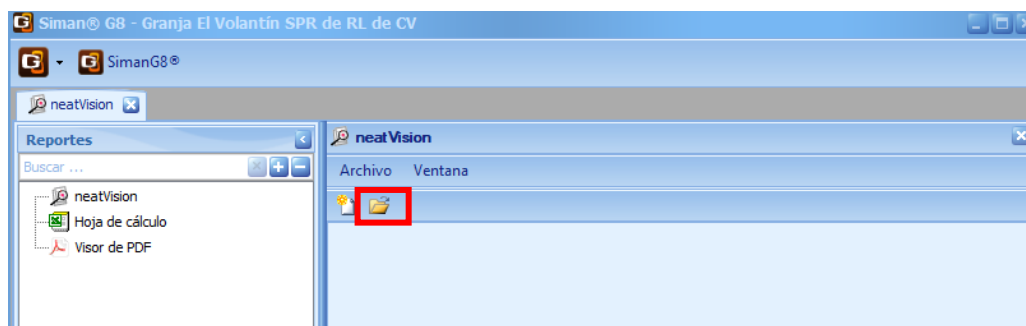 Siman® G8 - Granja El Volantín SPR de RL de CV
SimanG8®
neatVision
Reportes
Buscar ...
neatVision
Hoja de cálculo
Visor de PDF
neatVision
Archivo Ventana